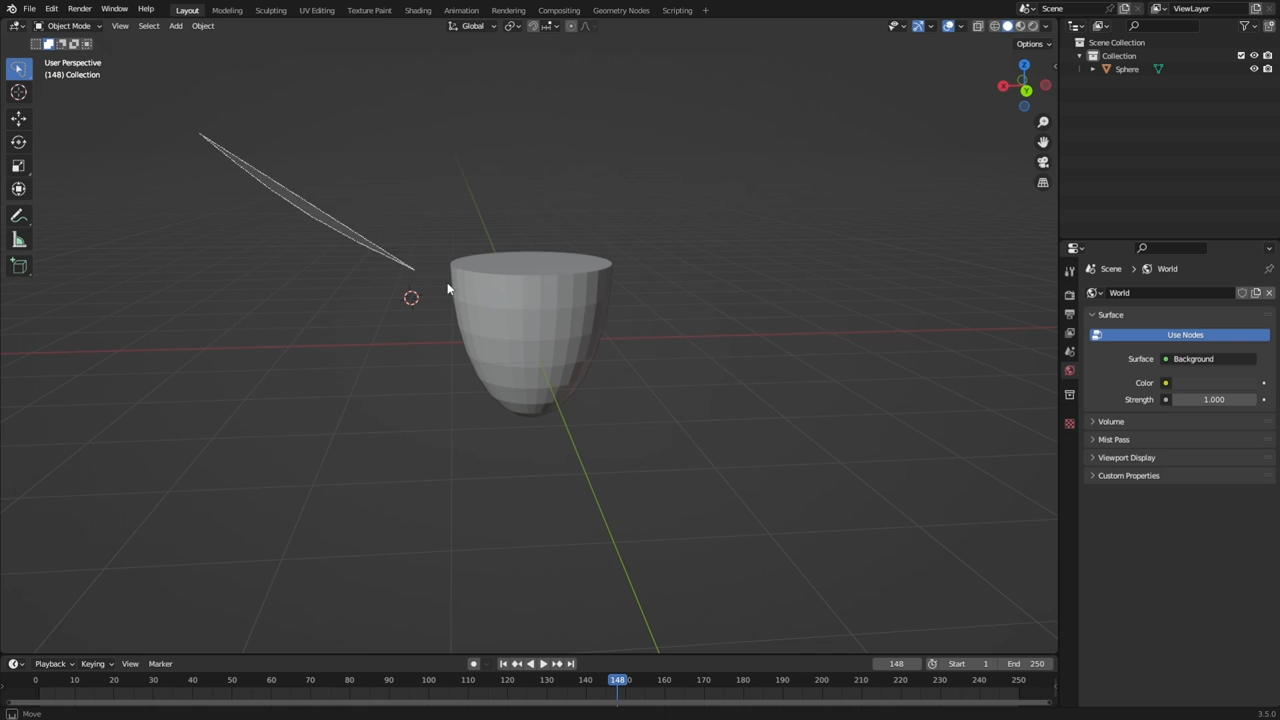 File Edit Render Window Help Layout Modeling Sculpting UV Editing Texture Paint Shading Animation Rendering Compositing Geometry Nodes Scripting + Scene ViewLayer
Object Mode View Select Add Object Global
Options
User Perspective
(148) Collection
Z
X
Y
Scene Collection
Collection
Sphere
Scene World
World
Surface
Use Nodes
Surface Background
Color
Strength 1.000
Volume
Mist Pass
Viewport Display
Custom Properties
Playback Keying View Marker 148 Start 1 End 250
0 10 20 30 40 50 60 70 80 90 100 110 120 130 140 148 160 170 180 190 200 210 220 230 240 250
Move 3.5.0